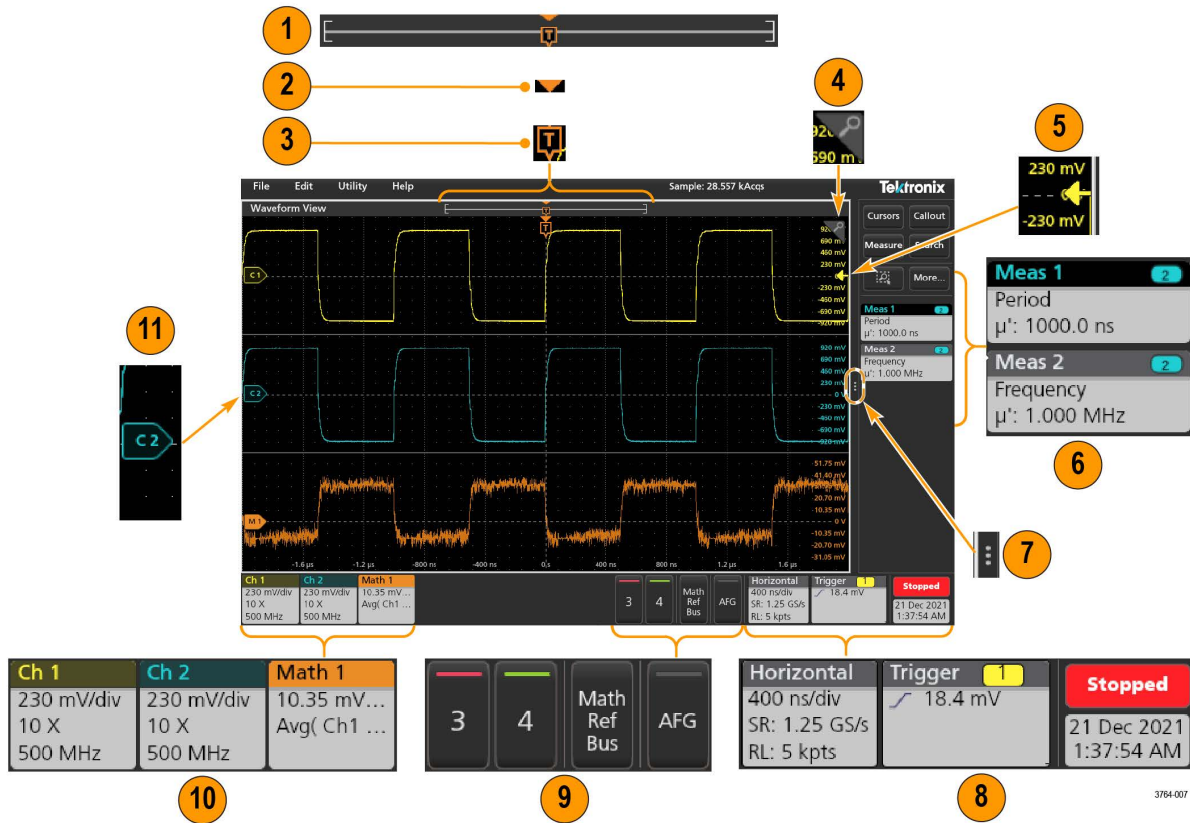 1
T
2
3
T
4
920
590 m
5
230 mV
-230 mV
File Edit Utility Help Sample: 28.557 kAcqs Tektronix
Waveform View
T
T
Cursors Callout
Measure Search
More...
C 1
920
690 mV
460 mV
230 mV
0
-230 mV
-460 mV
-690 mV
-920 mV
Meas 1 2
Period
µ': 1000.0 ns
Meas 2 2
Frequency
µ': 1.000 MHz
C 2
920 mV
690 mV
460 mV
230 mV
0 V
-230 mV
-460 mV
-690 mV
-920 mV
M 1
51.75 mV
41.40 mV
20.70 mV
10.35 mV
0 V
-10.35 mV
-20.70 mV
-31.05 mV
-1.6 µs -1.2 µs -800 ns -400 ns 0 s 400 ns 800 ns 1.2 µs 1.6 µs
Ch 1
230 mV/div
10 X
500 MHz
Ch 2
230 mV/div
10 X
500 MHz
Math 1
10.35 mV...
Avg( Ch1 ...
3
4
Math
Ref
Bus
AFG
Horizontal
400 ns/div
SR: 1.25 GS/s
RL: 5 kpts
Trigger 1
18.4 mV
Stopped
21 Dec 2021
1:37:54 AM
Meas 1 2
Period
µ': 1000.0 ns
Meas 2 2
Frequency
µ': 1.000 MHz
6
7
11
C 2
Ch 1
230 mV/div
10 X
500 MHz
Ch 2
230 mV/div
10 X
500 MHz
Math 1
10.35 mV...
Avg( Ch1 ...
10
3
4
Math
Ref
Bus
AFG
9
Horizontal
400 ns/div
SR: 1.25 GS/s
RL: 5 kpts
Trigger 1
18.4 mV
Stopped
21 Dec 2021
1:37:54 AM
8
3764-007